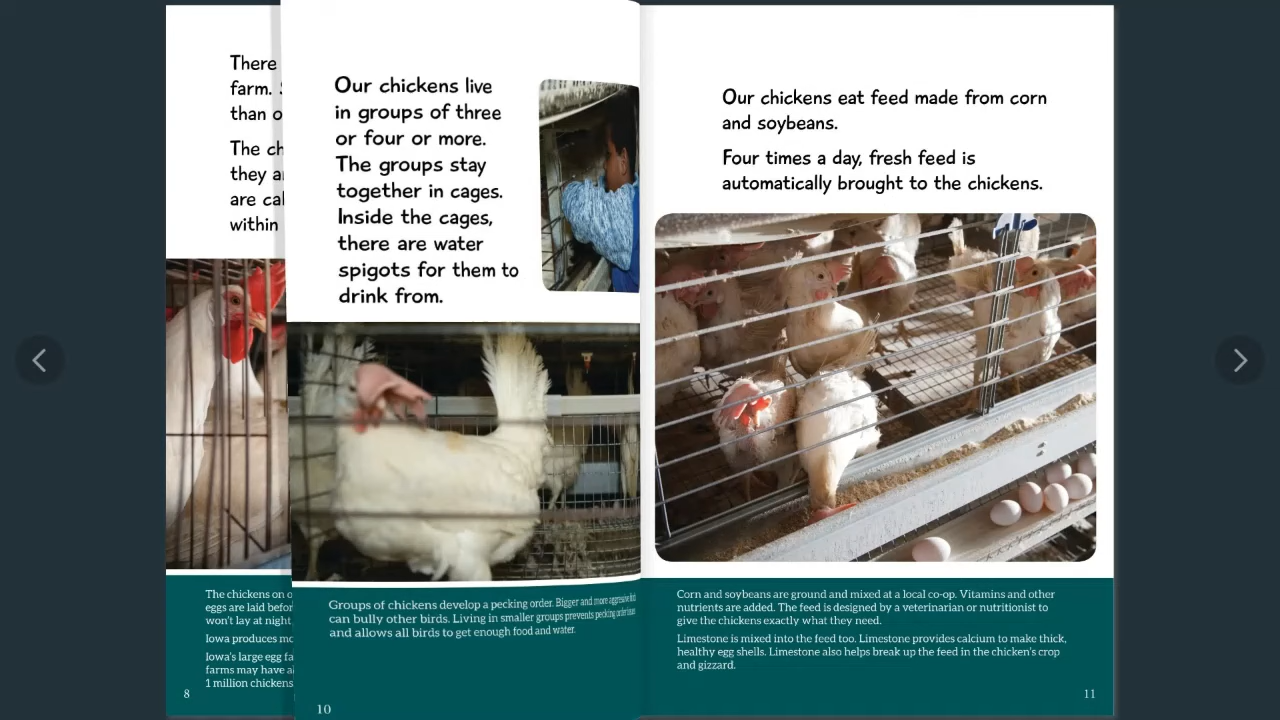 There
farm.
than o
The ch
they a
are cal
within
The chickens on o
eggs are laid befor
won't lay at night
Iowa produces mo
Iowa's large egg fa
farms may have a
1 million chickens
8
Our chickens live
in groups of three
or four or more.
The groups stay
together in cages.
Inside the cages,
there are water
spigots for them to
drink from.
Groups of chickens develop a pecking order. Bigger and more aggressive birds
can bully other birds. Living in smaller groups prevents pecking order issues
and allows all birds to get enough food and water.
10
Our chickens eat feed made from corn
and soybeans.
Four times a day, fresh feed is
automatically brought to the chickens.
Corn and soybeans are ground and mixed at a local co-op. Vitamins and other
nutrients are added. The feed is designed by a veterinarian or nutritionist to
give the chickens exactly what they need.
Limestone is mixed into the feed too. Limestone provides calcium to make thick,
healthy egg shells. Limestone also helps break up the feed in the chicken's crop
and gizzard.
11